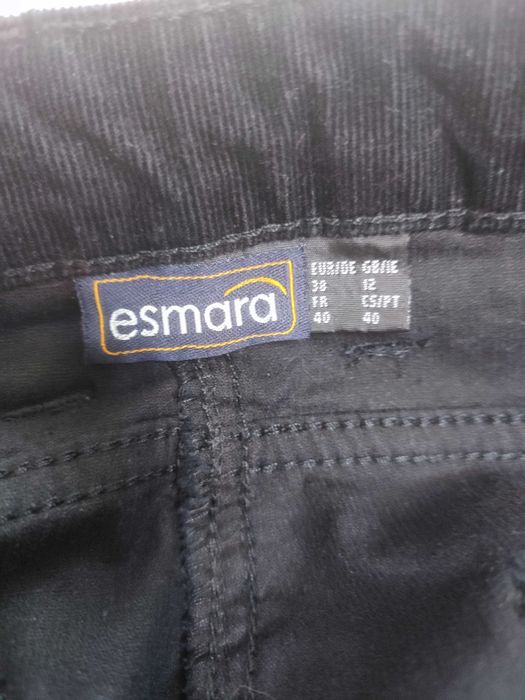 esmara
EUR/DE GB/IE
38 12
FR ES/PT
40 40